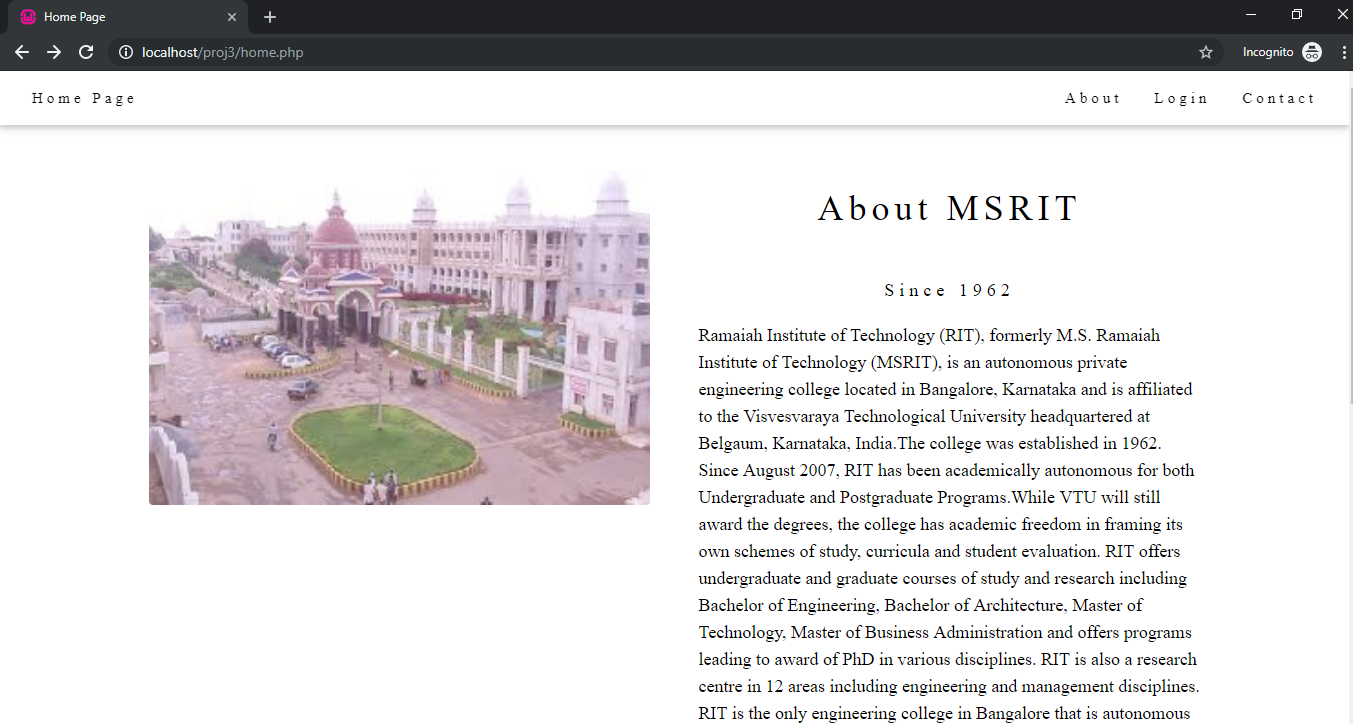 Home Page
localhost/proj3/home.php
Incognito
Home Page
About Login Contact
About MSRIT
Since 1962
Ramaiah Institute of Technology (RIT), formerly M.S. Ramaiah
Institute of Technology (MSRIT), is an autonomous private
engineering college located in Bangalore, Karnataka and is affiliated
to the Visvesvaraya Technological University headquartered at
Belgaum, Karnataka, India.The college was established in 1962.
Since August 2007, RIT has been academically autonomous for both
Undergraduate and Postgraduate Programs.While VTU will still
award the degrees, the college has academic freedom in framing its
own schemes of study, curricula and student evaluation. RIT offers
undergraduate and graduate courses of study and research including
Bachelor of Engineering, Bachelor of Architecture, Master of
Technology, Master of Business Administration and offers programs
leading to award of PhD in various disciplines. RIT is also a research
centre in 12 areas including engineering and management disciplines.
RIT is the only engineering college in Bangalore that is autonomous